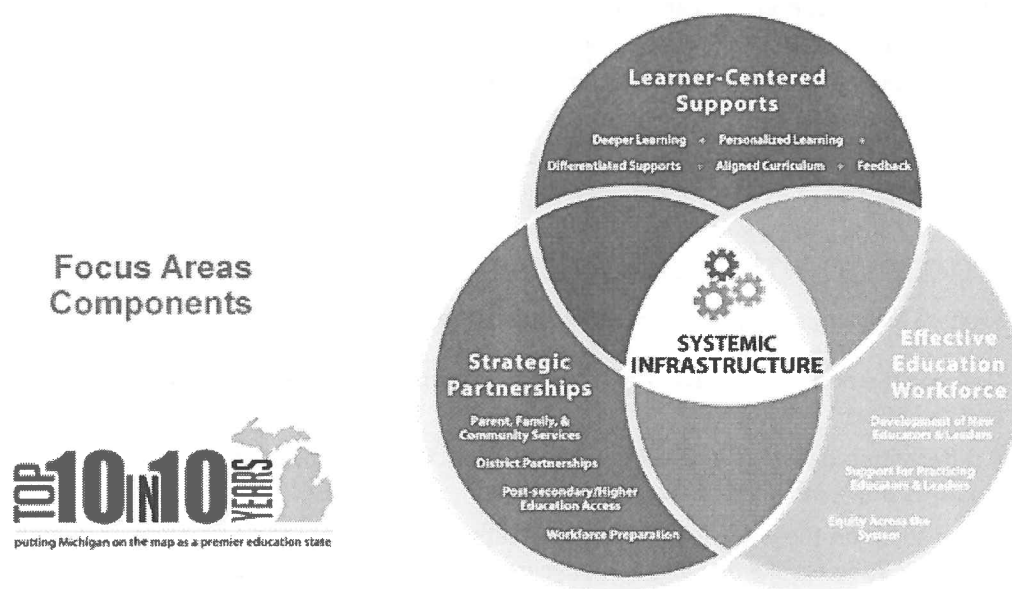 Focus Areas
Components
TOP 10 IN 10 YEARS
putting Michigan on the map as a premier education state
Learner-Centered
Supports
Deeper Learning + Personalized Learning +
Differentiated Supports + Aligned Curriculum + Feedback
SYSTEMIC
INFRASTRUCTURE
Strategic
Partnerships
Parent, Family, &
Community Services
District Partnerships
Post-secondary/Higher
Education Access
Workforce Preparation
Effective
Education
Workforce
Development of New
Educators & Leaders
Support for Practicing
Educators & Leaders
Equity Across the
System